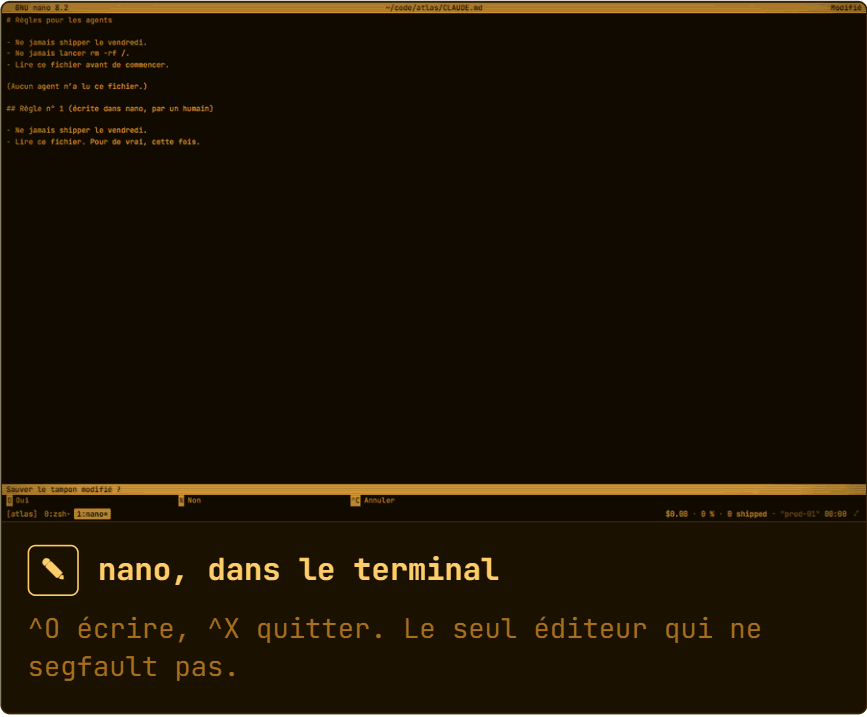 GNU nano 8.2 ~/code/atlas/CLAUDE.md Modifié
# Règles pour les agents
- Ne jamais shipper le vendredi.
- Ne jamais lancer rm -rf /.
- Lire ce fichier avant de commencer.
(Aucun agent n'a lu ce fichier.)
## Règle n° 1 (écrite dans nano, par un humain)
- Ne jamais shipper le vendredi.
- Lire ce fichier. Pour de vrai, cette fois.
Sauver le tampon modifié ?
O Oui N Non ^C Annuler
[atlas] 0:zsh- 1:nano* $0.00 · 0 % · 0 shipped · "prod-01" 00:00
nano, dans le terminal
^O écrire, ^X quitter. Le seul éditeur qui ne
segfault pas.